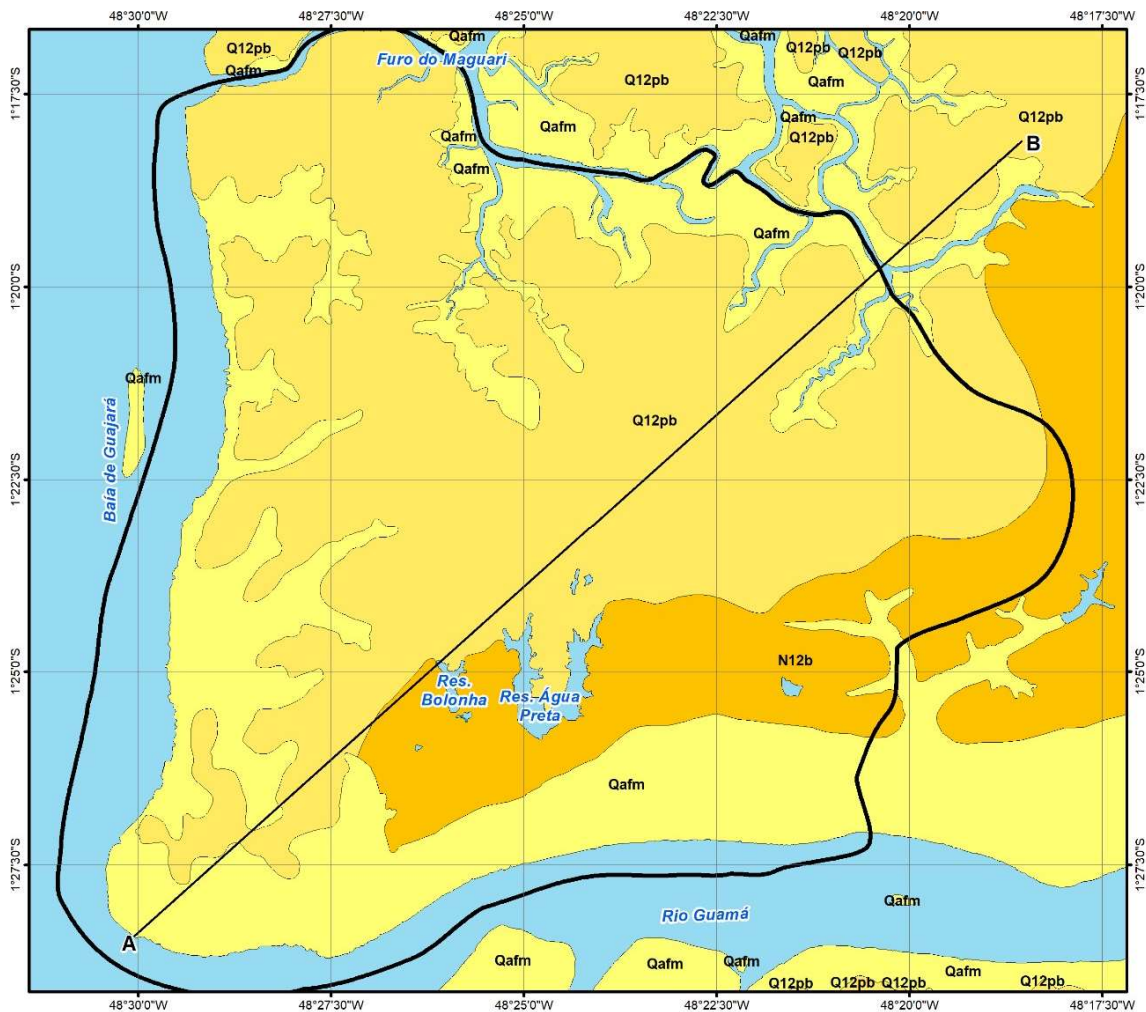 48°30'0"W
48°27'30"W
48°25'0"W
48°22'30"W
48°20'0"W
48°17'30"W
Q12pb
Qafm
Qafm
Furo do Maguari
Qafm
Q12pb
Q12pb
Qafm
Q12pb
Q12pb
1°17'30"S
1°17'30"S
Qafm
Qafm
Qafm
Q12pb
Q12pb
B
Qafm
Qafm
1°20'0"S
1°20'0"S
Qafm
Baía de Guajará
Q12pb
1°22'30"S
1°22'30"S
1°25'0"S
1°25'0"S
N12b
Res.
Bolonha
Res. Água
Preta
Qafm
1°27'30"S
1°27'30"S
Qafm
Rio Guamá
A
Qafm
Qafm
Qafm
Qafm
Q12pb
Q12pb
Q12pb
Q12pb
48°30'0"W
48°27'30"W
48°25'0"W
48°22'30"W
48°20'0"W
48°17'30"W